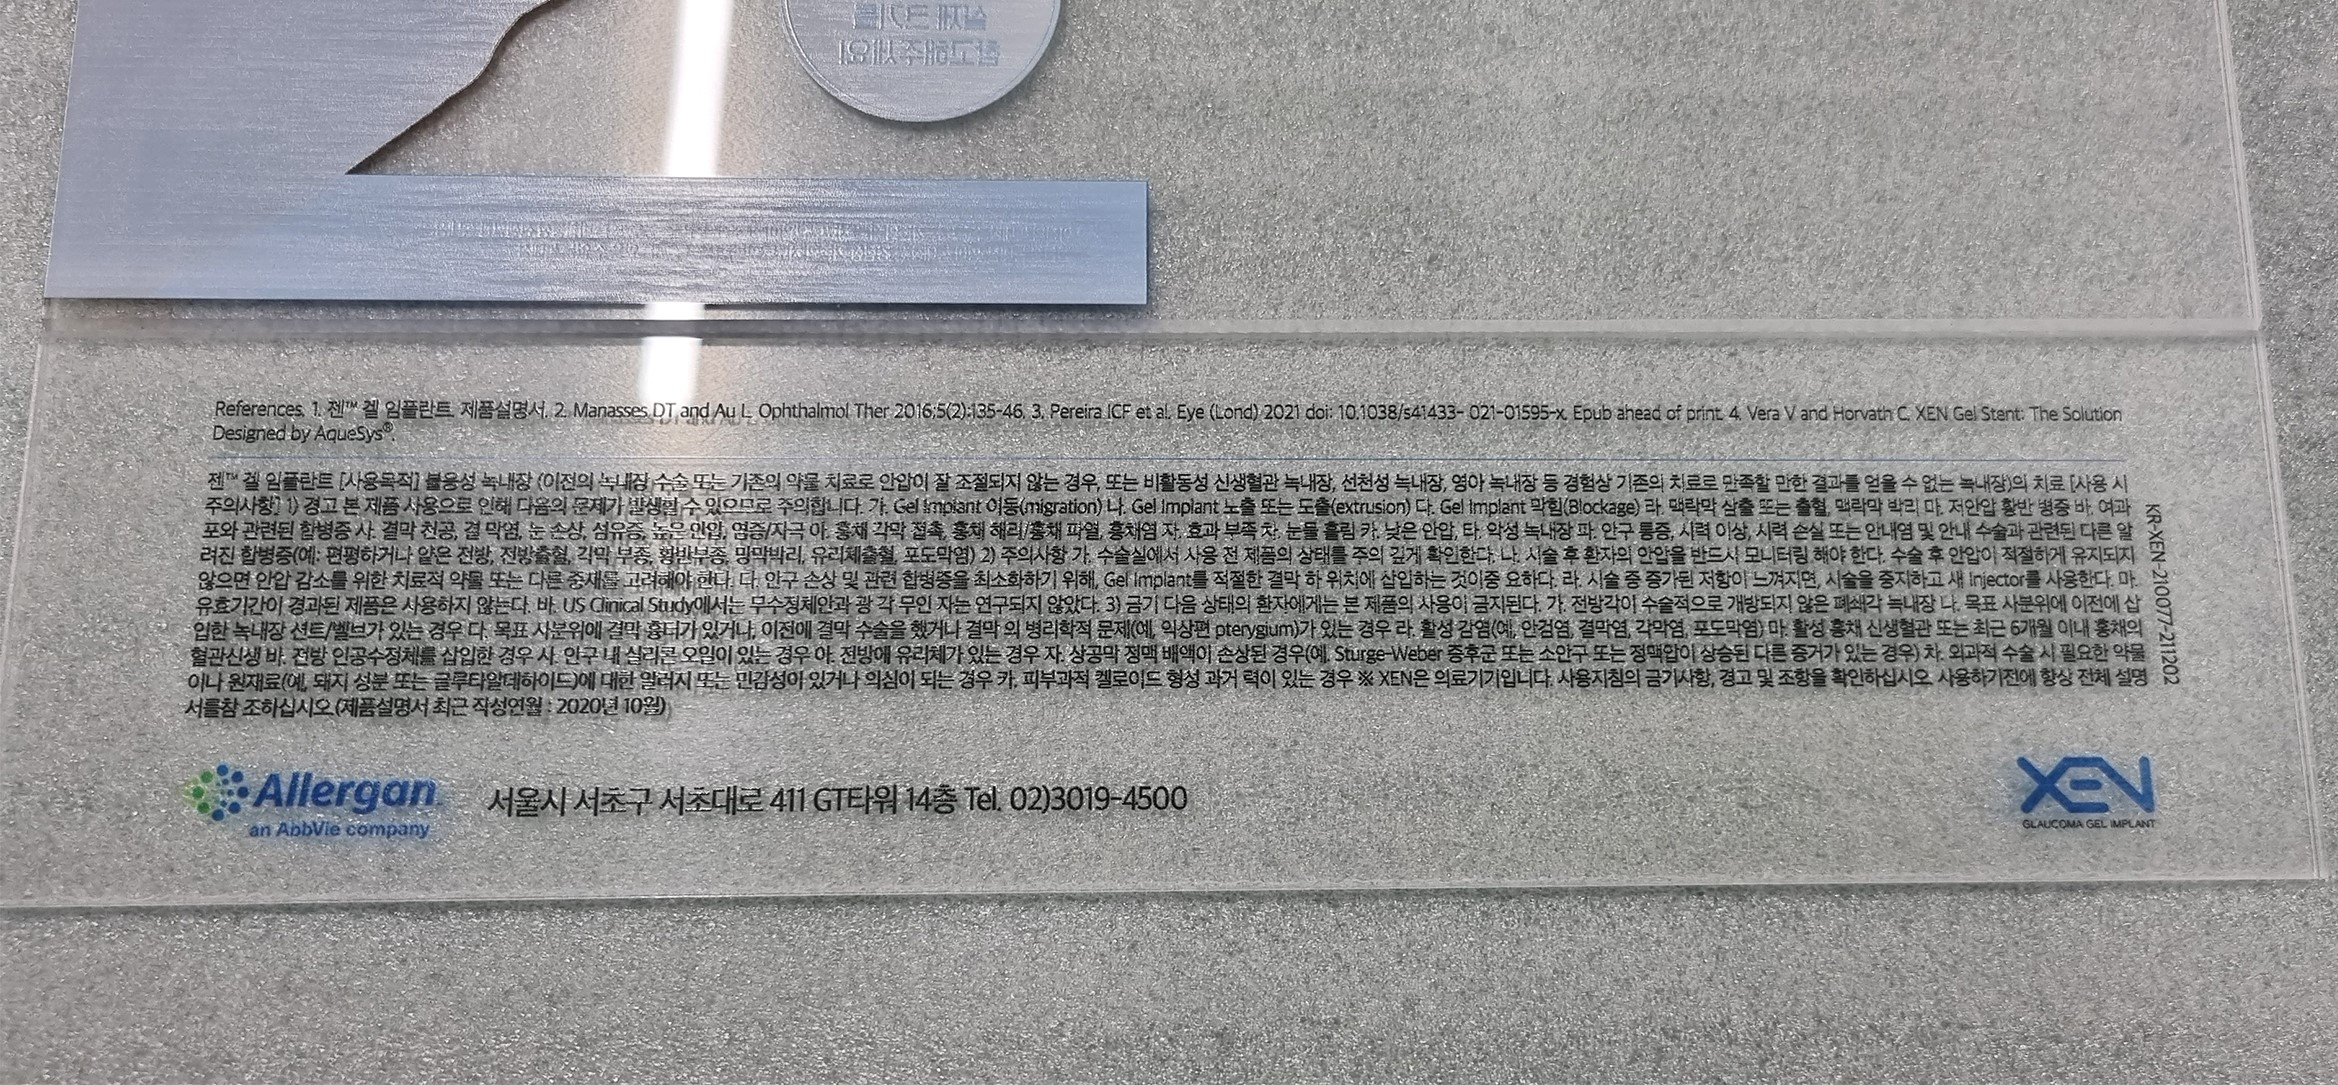 실제 크기를
참고해주세요!
References. 1. 젠™ 겔 임플란트 제품설명서. 2. Manasses DT and Au L. Ophthalmol Ther 2016;5(2):135-46. 3. Pereira ICF et al. Eye (Lond) 2021 doi: 10.1038/s41433- 021-01595-x. Epub ahead of print. 4. Vera V and Horvath C. XEN Gel Stent: The Solution
Designed by AqueSys®.
젠™ 겔 임플란트 [사용목적] 불응성 녹내장 (이전의 녹내장 수술 또는 기존의 약물 치료로 안압이 잘 조절되지 않는 경우, 또는 비활동성 신생혈관 녹내장, 선천성 녹내장, 영아 녹내장 등 경험상 기존의 치료로 만족할 만한 결과를 얻을 수 없는 녹내장)의 치료 [사용 시
주의사항] 1) 경고 본 제품 사용으로 인해 다음의 문제가 발생할 수 있으므로 주의합니다. 가. Gel Implant 이동(migration) 나. Gel Implant 노출 또는 도출(extrusion) 다. Gel Implant 막힘(Blockage) 라. 맥락막 삼출 또는 출혈, 맥락막 박리 마. 저안압 황반 병증 바. 여과
포와 관련된 합병증 사. 결막 천공, 결 막염, 눈 손상, 섬유증, 높은 안압, 염증/자극 아. 홍채 각막 접촉, 홍채 해리/홍채 파열, 홍채염 자. 효과 부족 차. 눈물 흘림 카. 낮은 안압, 타. 악성 녹내장 파. 안구 통증, 시력 이상, 시력 손실 또는 안내염 및 안내 수술과 관련된 다른 알
려진 합병증(예: 편평하거나 얕은 전방, 전방출혈, 각막 부종, 황반부종, 망막박리, 유리체출혈, 포도막염) 2) 주의사항 가. 수술실에서 사용 전 제품의 상태를 주의 깊게 확인한다. 나. 시술 후 환자의 안압을 반드시 모니터링 해야 한다. 수술 후 안압이 적절하게 유지되지
않으면 안압 감소를 위한 치료적 약물 또는 다른 중재를 고려해야 한다. 다. 안구 손상 및 관련 합병증을 최소화하기 위해, Gel Implant를 적절한 결막 하 위치에 삽입하는 것이중 요하다. 라. 시술 중 증가된 저항이 느껴지면, 시술을 중지하고 새 Injector를 사용한다. 마.
유효기간이 경과된 제품은 사용하지 않는다. 바. US Clinical Study에서는 무수정체안과 광 각 무인 자는 연구되지 않았다. 3) 금기 다음 상태의 환자에게는 본 제품의 사용이 금지된다. 가. 전방각이 수술적으로 개방되지 않은 폐쇄각 녹내장 나. 목표 사분위에 이전에 삽
입한 녹내장 션트/벨브가 있는 경우 다. 목표 사분위에 결막 흉터가 있거나, 이전에 결막 수술을 했거나 결막 의 병리학적 문제(예, 익상편 pterygium)가 있는 경우 라. 활성 감염(예, 안검염, 결막염, 각막염, 포도막염) 마. 활성 홍채 신생혈관 또는 최근 6개월 이내 홍채의
혈관신생 바. 전방 인공수정체를 삽입한 경우 사. 안구 내 실리콘 오일이 있는 경우 아. 전방에 유리체가 있는 경우 자. 상공막 정맥 배액이 손상된 경우(예. Sturge-Weber 증후군 또는 소안구 또는 정맥압이 상승된 다른 증거가 있는 경우) 차. 외과적 수술 시 필요한 약물
이나 원재료(예, 돼지 성분 또는 글루타알데하이드)에 대한 알러지 또는 민감성이 있거나 의심이 되는 경우 카. 피부과적 켈로이드 형성 과거 력이 있는 경우 ※ XEN은 의료기기입니다. 사용지침의 금기사항, 경고 및 조항을 확인하십시오. 사용하기전에 항상 전체 설명
서를참 조하십시오.(제품설명서 최근 작성연월 : 2020년 10월)
KR-XEN-210077-211202
Allergan
an AbbVie company
서울시 서초구 서초대로 411 GT타워 14층 Tel. 02)3019-4500
XEN
GLAUCOMA GEL IMPLANT